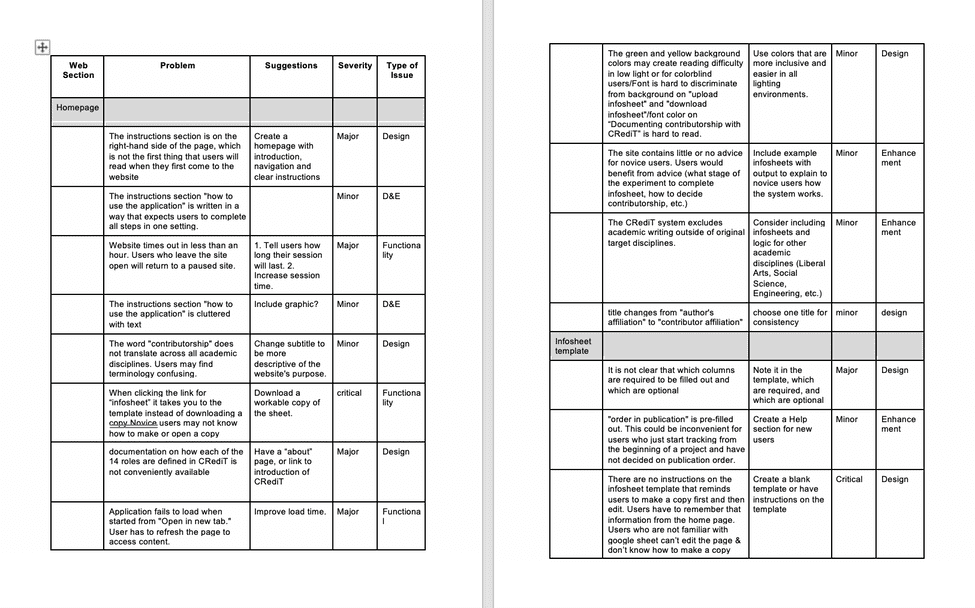 Web Section
Problem
Suggestions
Severity
Type of Issue
Homepage
The instructions section is on the
right-hand side of the page, which
is not the first thing that users will
read when they first come to the
website
Create a
homepage with
introduction,
navigation and
clear instructions
Major
Design
The instructions section "how to
use the application" is written in a
way that expects users to complete
all steps in one setting.
Minor
D&E
Website times out in less than an
hour. Users who leave the site
open will return to a paused site.
1. Tell users how
long their session
will last. 2.
Increase session
time.
Major
Functiona
lity
The instructions section "how to
use the application" is cluttered
with text
Include graphic?
Minor
D&E
The word "contributorship" does
not translate across all academic
disciplines. Users may find
terminology confusing.
Change subtitle to
be more
descriptive of the
website's purpose.
Minor
Design
When clicking the link for
"infosheet" it takes you to the
template instead of downloading a
copy.Novice users may not know
how to make or open a copy
Download a
workable copy of
the sheet.
critical
Functiona
lity
documentation on how each of the
14 roles are defined in CRediT is
not conveniently available
Have a "about"
page, or link to
introduction of
CRediT
Major
Design
Application fails to load when
started from "Open in new tab."
User has to refresh the page to
access content.
Improve load time.
Major
Functiona
l
The green and yellow background
colors may create reading difficulty
in low light or for colorblind
users/Font is hard to discriminate
from background on "upload
infosheet" and "download
infosheet"/font color on
"Documenting contributorship with
CRediT" is hard to read.
Use colors that are
more inclusive and
easier in all
lighting
environments.
Minor
Design
The site contains little or no advice
for novice users. Users would
benefit from advice (what stage of
the experiment to complete
infosheet, how to decide
contributorship, etc.)
Include example
infosheets with
output to explain to
novice users how
the system works.
Minor
Enhance
ment
The CRediT system excludes
academic writing outside of original
target disciplines.
Consider including
infosheets and
logic for other
academic
disciplines (Liberal
Arts, Social
Science,
Engineering, etc.)
Minor
Enhance
ment
title changes from "author's
affiliation" to "contributor affiliation"
choose one title for
consistency
minor
design
Infosheet
template
It is not clear that which columns
are required to be filled out and
which are optional
Note it in the
template, which
are required, and
which are optional
Major
Design
"order in publication" is pre-filled
out. This could be inconvenient for
users who just start tracking from
the beginning of a project and have
not decided on publication order.
Create a Help
section for new
users
Minor
Enhance
ment
There are no instructions on the
infosheet template that reminds
users to make a copy first and then
edit. Users have to remember that
information from the home page.
Users who are not familiar with
google sheet can't edit the page &
don't know how to make a copy
Create a blank
template or have
instructions on the
template
Critical
Design